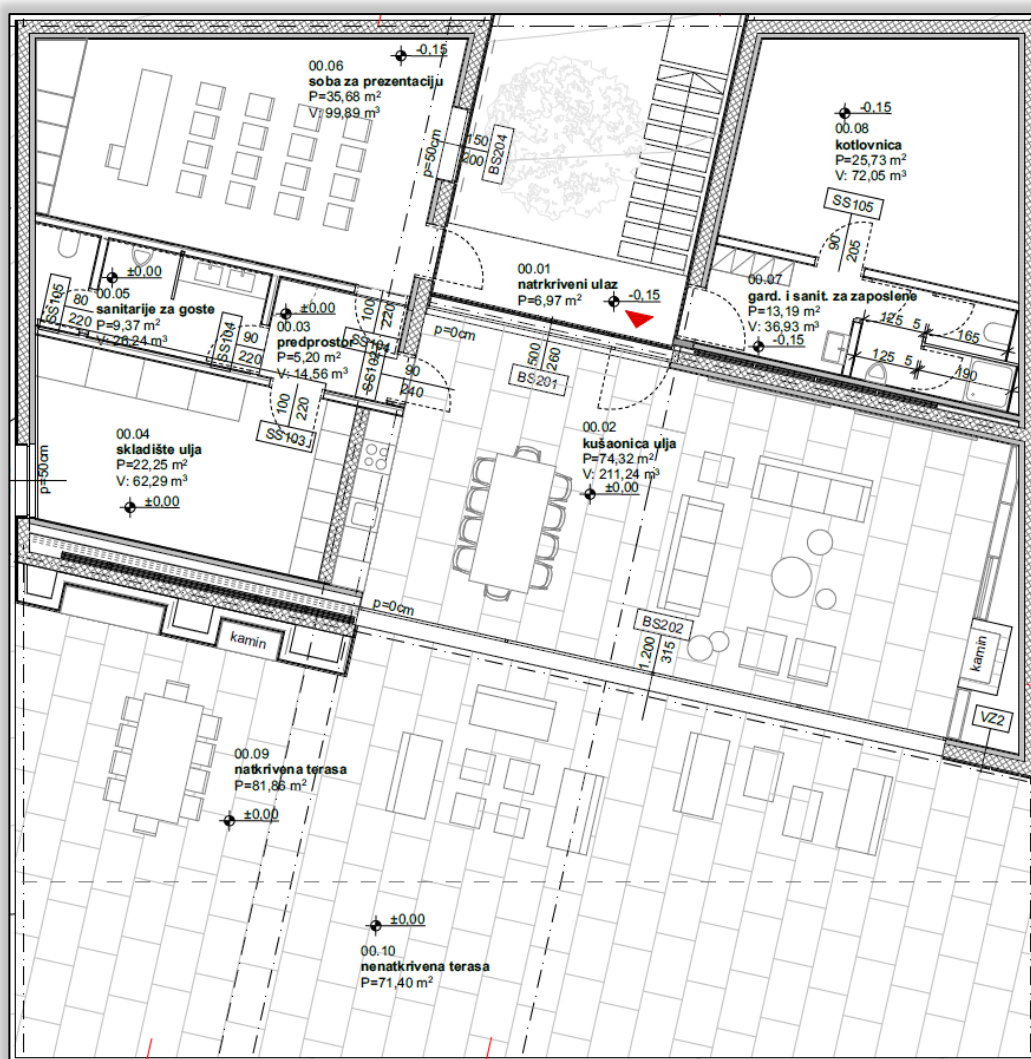 -0,15
00.06
soba za prezentaciju
P=35,68 m²
V: 99,89 m³
p=50cm
150
200
BS204
-0,15
00.08
kotlovnica
P=25,73 m²
V: 72,05 m³
SS105
90
205
00.01
natrkriveni ulaz
P=6,97 m²
-0,15
00.07
gard. i sanit. za zaposlene
P=13,19 m²
V: 36,93 m³
-0,15
125
5
165
125
5
190
±0,00
SS105
80
220
00.05
sanitarije za goste
P=9,37 m²
V: 26,24 m³
SS104
90
220
±0,00
00.03
predprostor
P=5,20 m²
V: 14,56 m³
100
220
SS104
SS102
90
240
p=0cm
500
260
BS201
100
220
SS103
00.04
skladište ulja
P=22,25 m²
V: 62,29 m³
±0,00
p=50cm
00.02
kušaonica ulja
P=74,32 m²
V: 211,24 m³
±0,00
p=0cm
BS202
1.200
315
kamin
kamin
VZ2
00.09
natkrivena terasa
P=81,86 m²
±0,00
±0,00
00.10
nenatkrivena terasa
P=71,40 m²